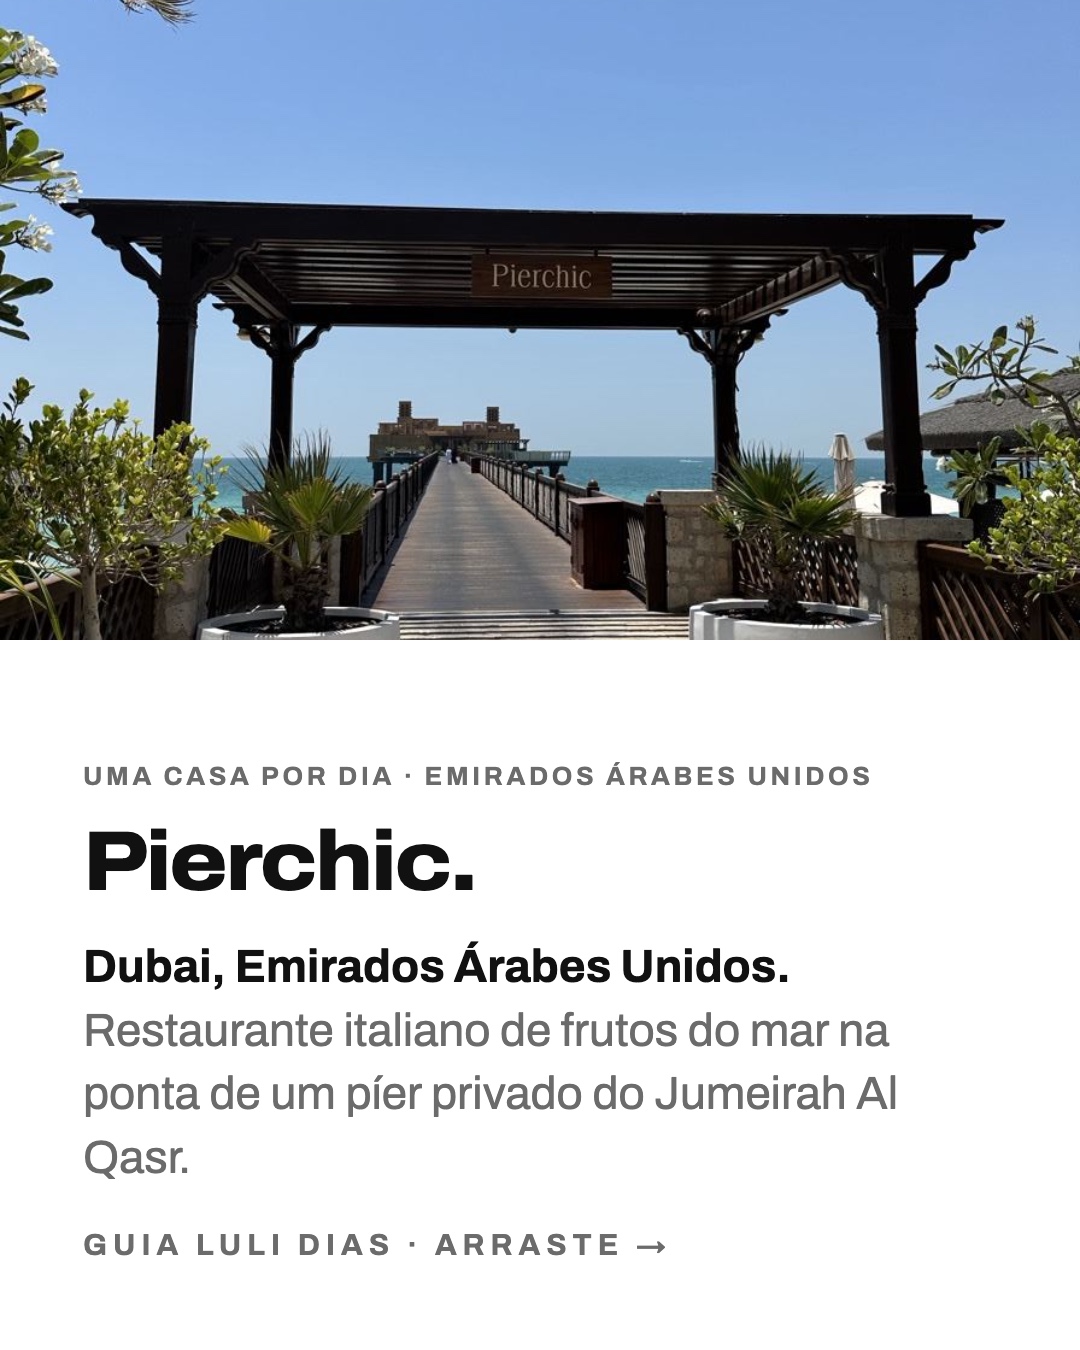 Pierchic
UMA CASA POR DIA · EMIRADOS ÁRABES UNIDOS
Pierchic.
Dubai, Emirados Árabes Unidos.
Restaurante italiano de frutos do mar na
ponta de um píer privado do Jumeirah Al
Qasr.
GUIA LULI DIAS · ARRASTE →